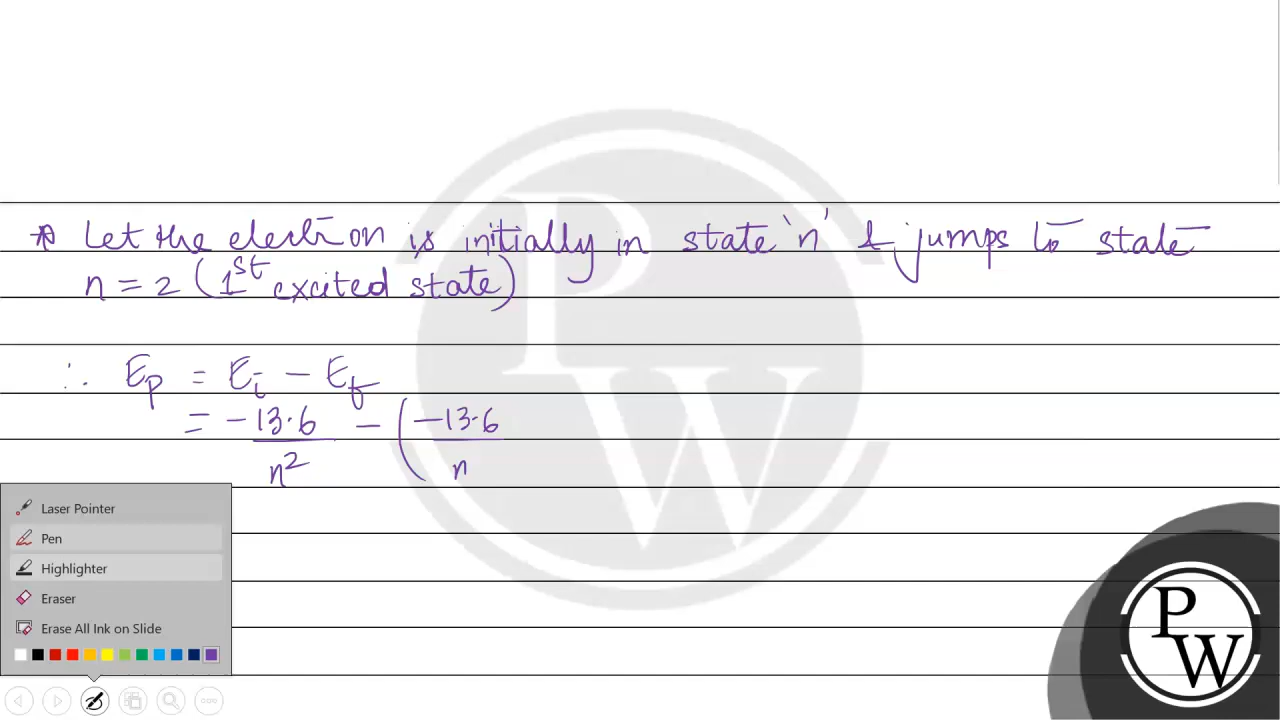 * Let the electron is initially in state 'n' & jumps to state
n = 2 (1st excited state)
∴ Ep = Ei − Ef
= −13.6/n² − (−13.6/n
Laser Pointer
Pen
Highlighter
Eraser
Erase All Ink on Slide
P
W
P
W